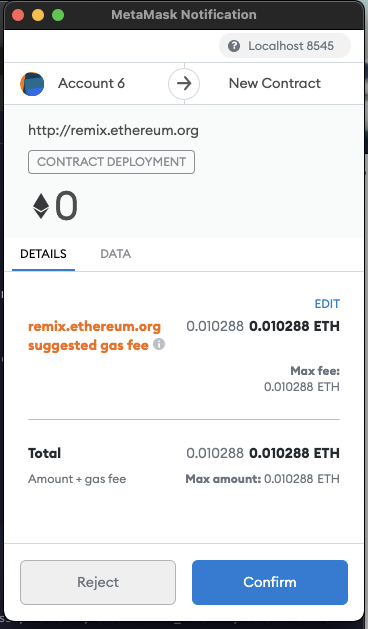 MetaMask Notification
Localhost 8545
Account 6
New Contract
http://remix.ethereum.org
CONTRACT DEPLOYMENT
0
DETAILS
DATA
EDIT
remix.ethereum.org suggested gas fee
0.010288 0.010288 ETH
Max fee:
0.010288 ETH
Total
0.010288 0.010288 ETH
Amount + gas fee
Max amount: 0.010288 ETH
Reject
Confirm